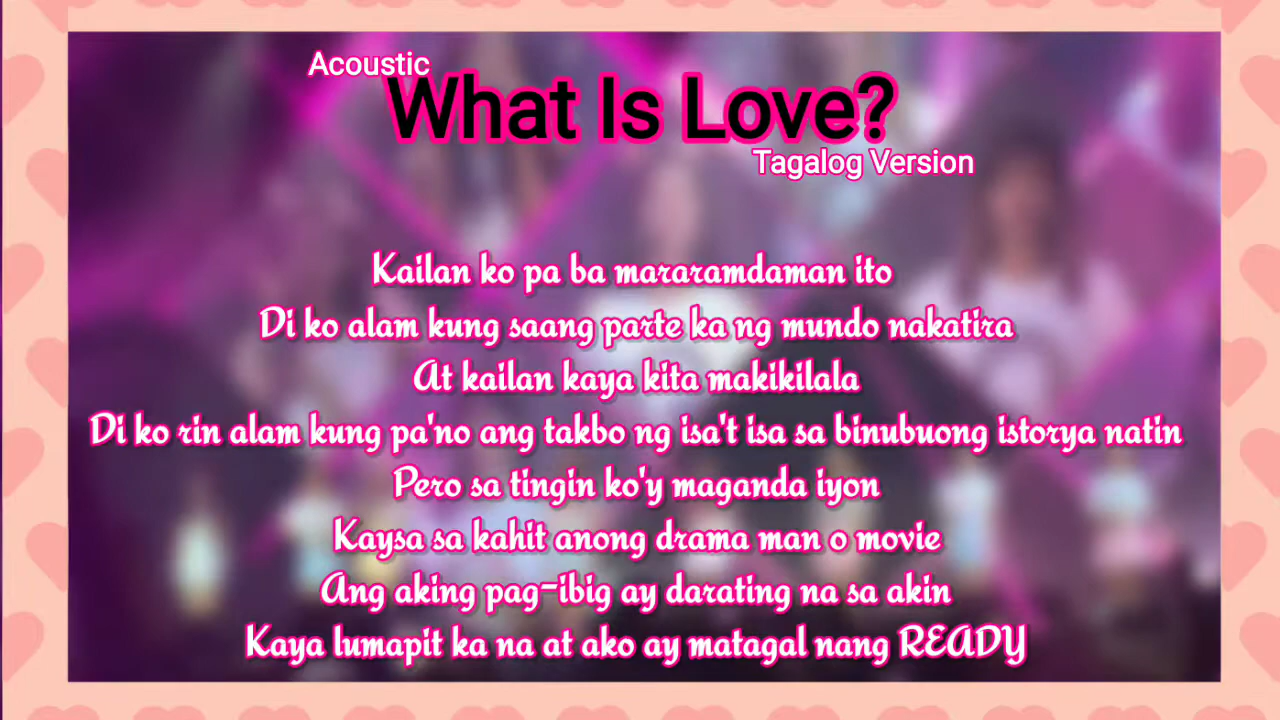 Acoustic
What Is Love?
Tagalog Version
Kailan ko pa ba mararamdaman ito
Di ko alam kung saang parte ka ng mundo nakatira
At kailan kaya kita makikilala
Di ko rin alam kung pa'no ang takbo ng isa't isa sa binubuong istorya natin
Pero sa tingin ko'y maganda iyon
Kaysa sa kahit anong drama man o movie
Ang aking pag-ibig ay darating na sa akin
Kaya lumapit ka na at ako ay matagal nang READY